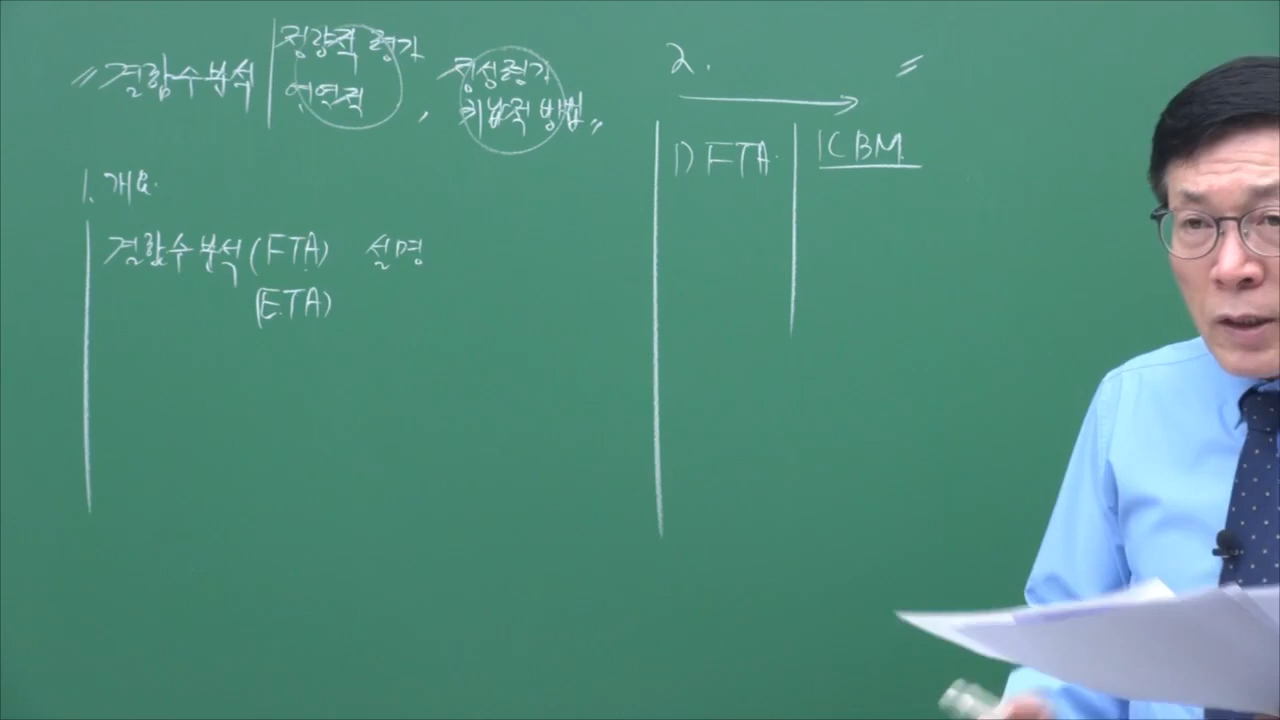 〃결함수분석
정량적 평가
연역적
, 정성평가
귀납적 방법〃
1. 개요.
결함수분석(FTA) 설명
(ETA)
2. 〃
1) FTA.
ICBM.